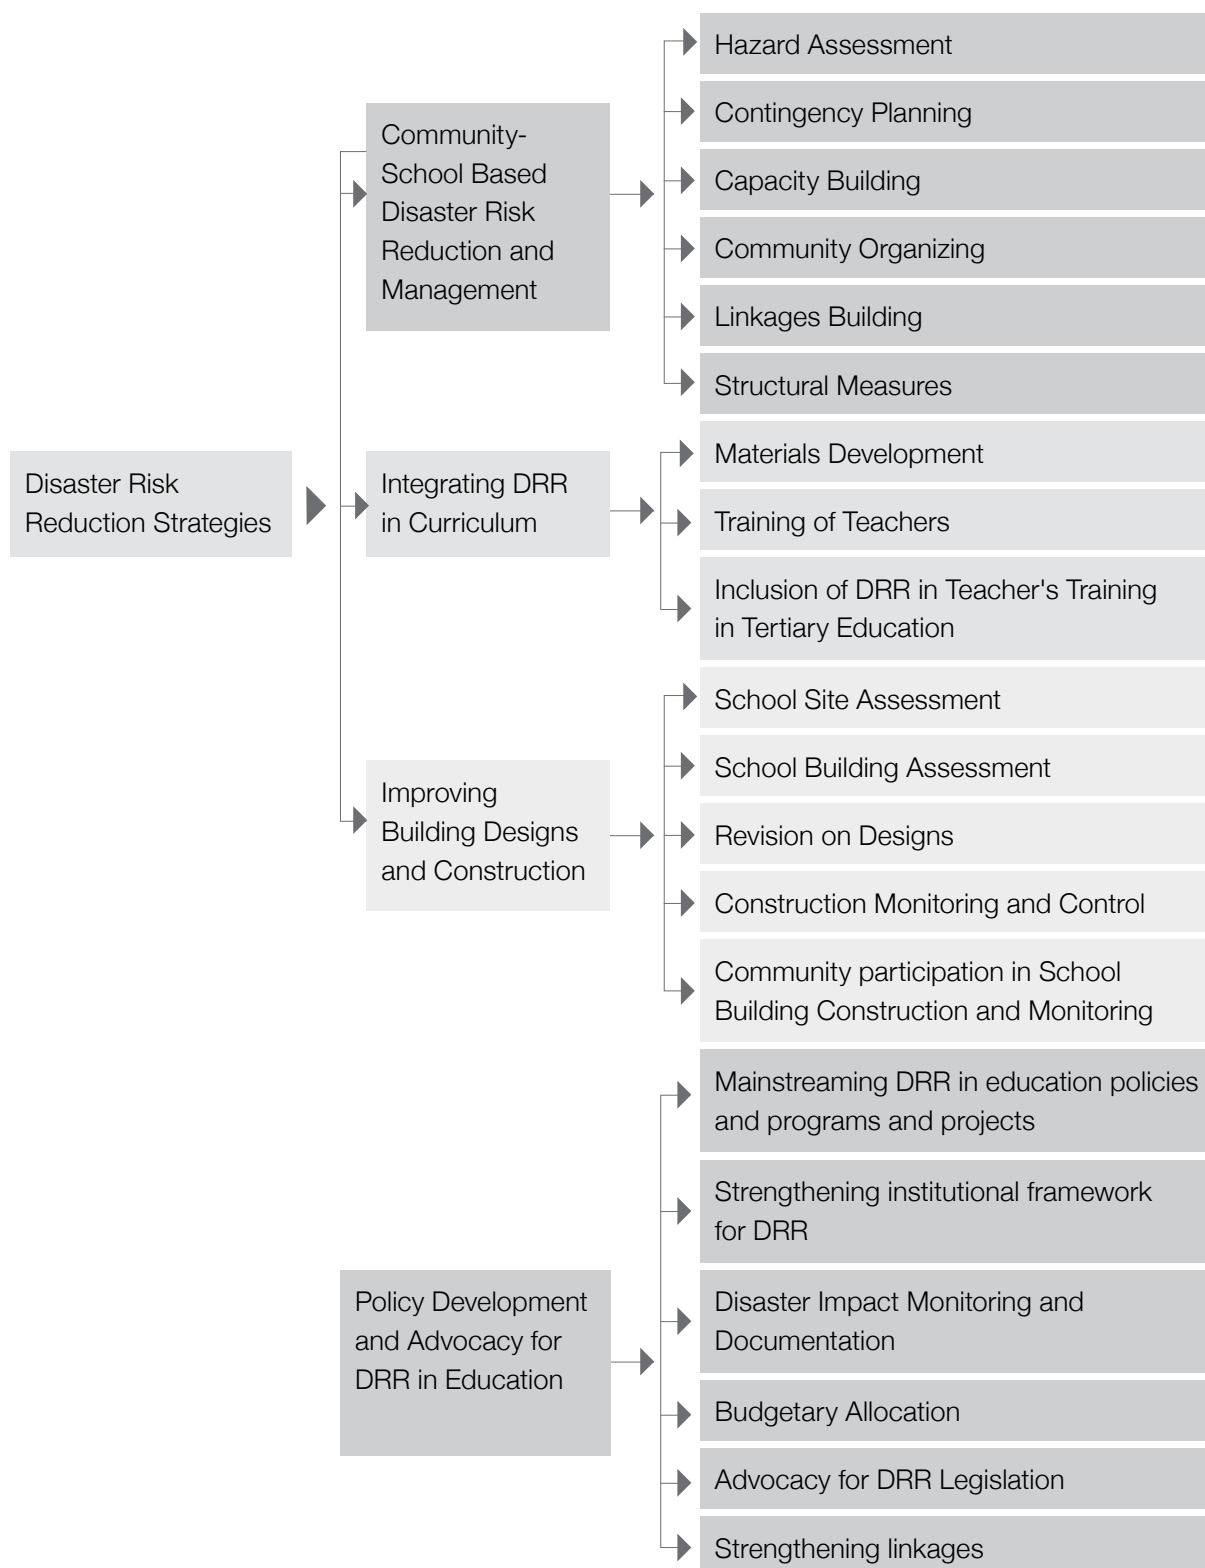 Disaster Risk
Reduction Strategies
Community-
School Based
Disaster Risk
Reduction and
Management
Hazard Assessment
Contingency Planning
Capacity Building
Community Organizing
Linkages Building
Structural Measures
Integrating DRR
in Curriculum
Materials Development
Training of Teachers
Inclusion of DRR in Teacher's Training
in Tertiary Education
Improving
Building Designs
and Construction
School Site Assessment
School Building Assessment
Revision on Designs
Construction Monitoring and Control
Community participation in School
Building Construction and Monitoring
Policy Development
and Advocacy for
DRR in Education
Mainstreaming DRR in education policies
and programs and projects
Strengthening institutional framework
for DRR
Disaster Impact Monitoring and
Documentation
Budgetary Allocation
Advocacy for DRR Legislation
Strengthening linkages